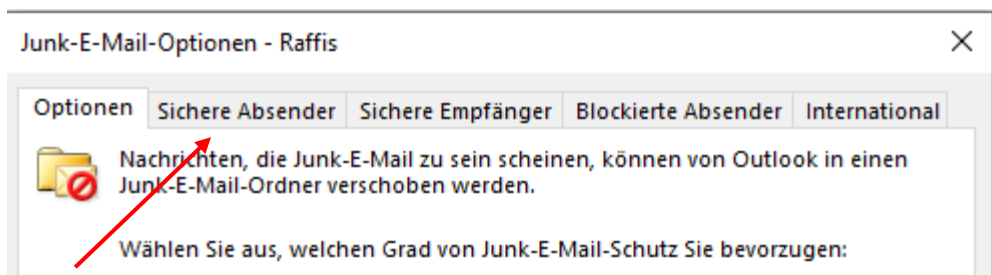 Junk-E-Mail-Optionen - Raffis
Optionen Sichere Absender Sichere Empfänger Blockierte Absender International
Nachrichten, die Junk-E-Mail zu sein scheinen, können von Outlook in einen
Junk-E-Mail-Ordner verschoben werden.
Wählen Sie aus, welchen Grad von Junk-E-Mail-Schutz Sie bevorzugen: